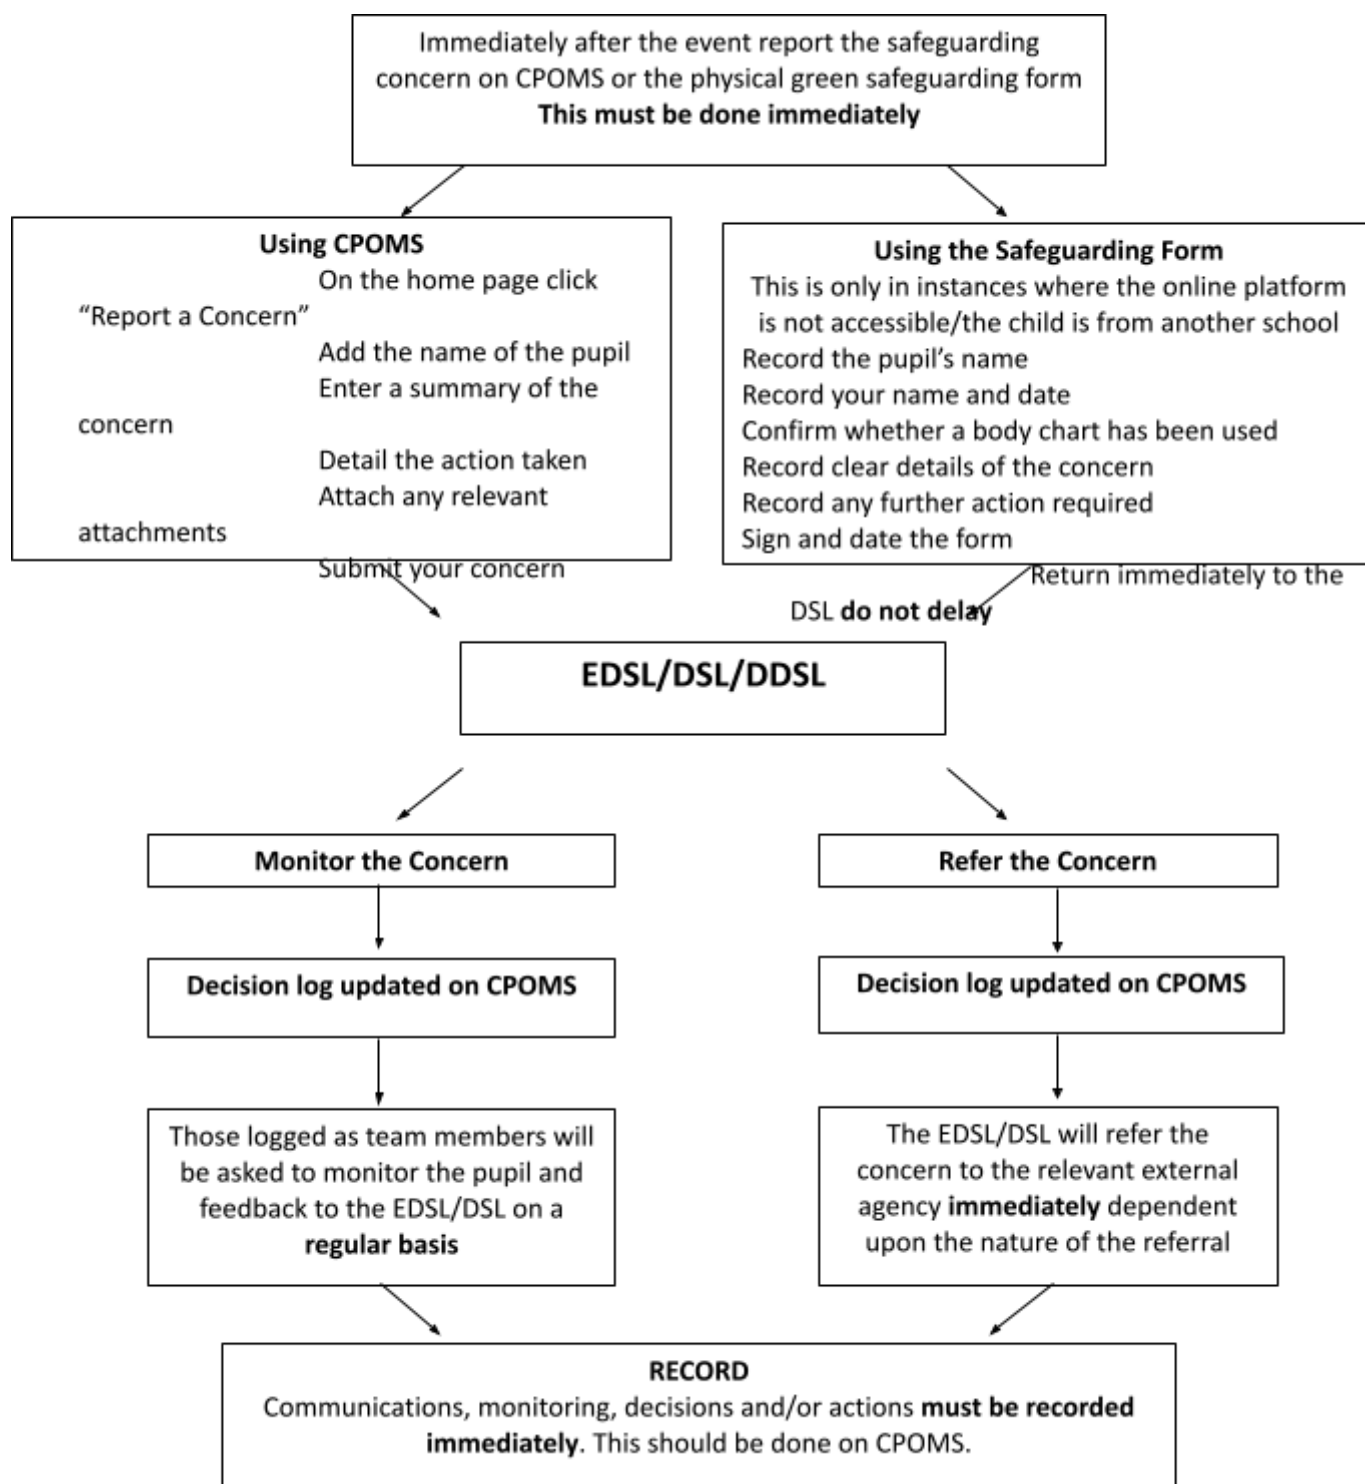 Immediately after the event report the safeguarding
concern on CPOMS or the physical green safeguarding form
This must be done immediately
Using CPOMS
On the home page click
“Report a Concern”
Add the name of the pupil
Enter a summary of the
concern
Detail the action taken
Attach any relevant
attachments
Submit your concern
Using the Safeguarding Form
This is only in instances where the online platform
is not accessible/the child is from another school
Record the pupil’s name
Record your name and date
Confirm whether a body chart has been used
Record clear details of the concern
Record any further action required
Sign and date the form
Return immediately to the
DSL do not delay
EDSL/DSL/DDSL
Monitor the Concern
Refer the Concern
Decision log updated on CPOMS
Decision log updated on CPOMS
Those logged as team members will
be asked to monitor the pupil and
feedback to the EDSL/DSL on a
regular basis
The EDSL/DSL will refer the
concern to the relevant external
agency immediately dependent
upon the nature of the referral
RECORD
Communications, monitoring, decisions and/or actions must be recorded
immediately. This should be done on CPOMS.